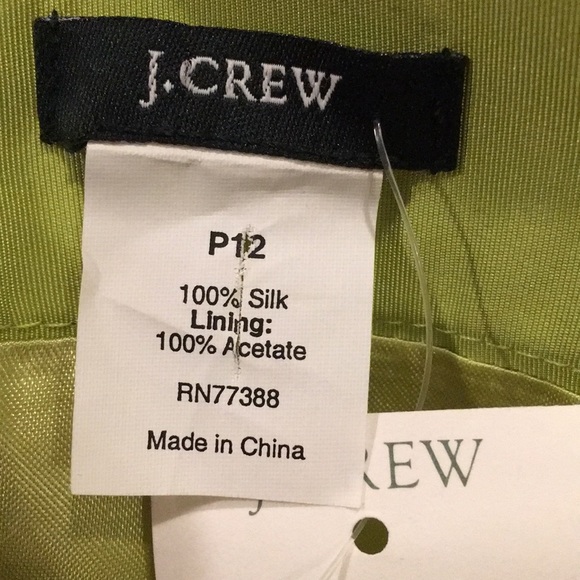 J.CREW
P12
100% Silk
Lining:
100% Acetate
RN77388
Made in China
J. CREW